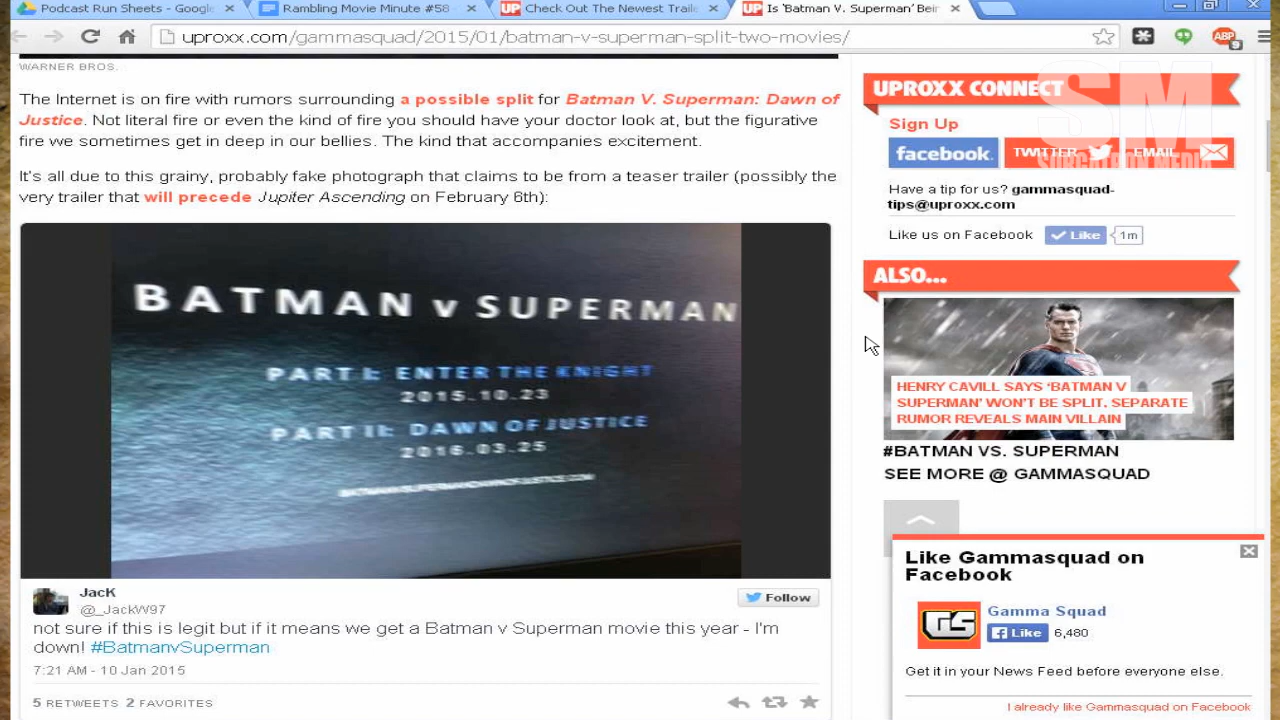 Podcast Run Sheets - Google
Rambling Movie Minute #58
UP Check Out The Newest Traile
UP Is 'Batman V. Superman' Bein
uproxx.com/gammasquad/2015/01/batman-v-superman-split-two-movies/
ABP
9
WARNER BROS.
The Internet is on fire with rumors surrounding a possible split for Batman V. Superman: Dawn of
Justice. Not literal fire or even the kind of fire you should have your doctor look at, but the figurative
fire we sometimes get in deep in our bellies. The kind that accompanies excitement.
It's all due to this grainy, probably fake photograph that claims to be from a teaser trailer (possibly the
very trailer that will precede Jupiter Ascending on February 6th):
BATMAN v SUPERMAN
PART I: ENTER THE KNIGHT
2015.10.23
DAWN OF JUSTICE
2016.03.25
JacK
@_JackW97
Follow
not sure if this is legit but if it means we get a Batman v Superman movie this year - I'm
down! #BatmanvSuperman
7:21 AM - 10 Jan 2015
5 RETWEETS 2 FAVORITES
SM
UPROXX CONNECT
Sign Up
facebook.
TWITTER
EMAIL
Have a tip for us? gammasquad-
tips@uproxx.com
Like us on Facebook
Like
1m
ALSO...
HENRY CAVILL SAYS 'BATMAN V
SUPERMAN' WON'T BE SPLIT, SEPARATE
RUMOR REVEALS MAIN VILLAIN
#BATMAN VS. SUPERMAN
SEE MORE @ GAMMASQUAD
Like Gammasquad on
Facebook
GS
Gamma Squad
Like
6,480
Get it in your News Feed before everyone else.
I already like Gammasquad on Facebook